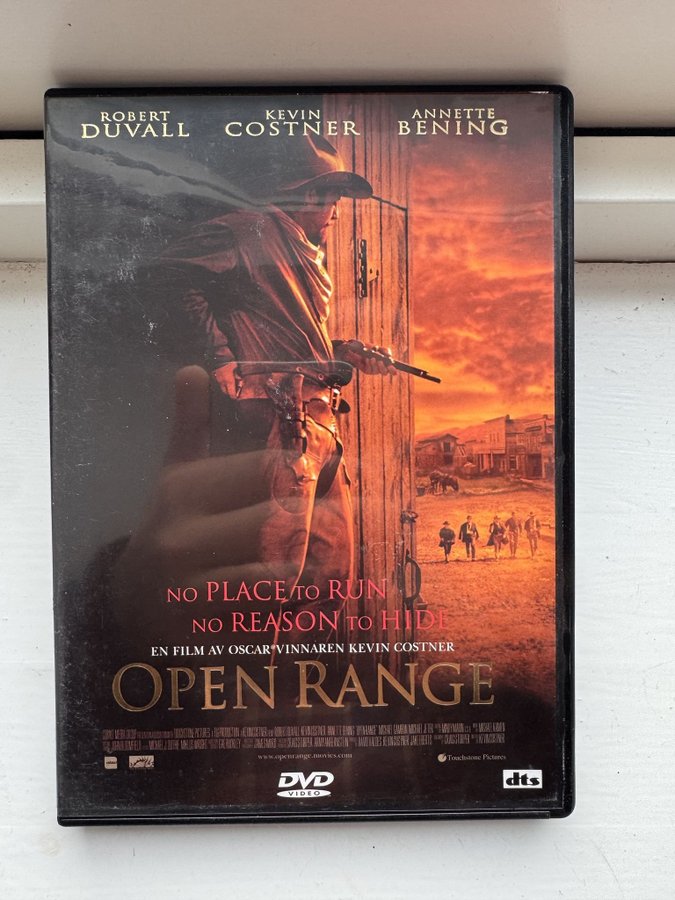 ROBERT DUVALL
KEVIN COSTNER
ANNETTE BENING
NO PLACE TO RUN
NO REASON TO HIDE
EN FILM AV OSCAR®VINNAREN KEVIN COSTNER
OPEN RANGE
www.openrange.movies.com
Touchstone Pictures
DVD
VIDEO
dts